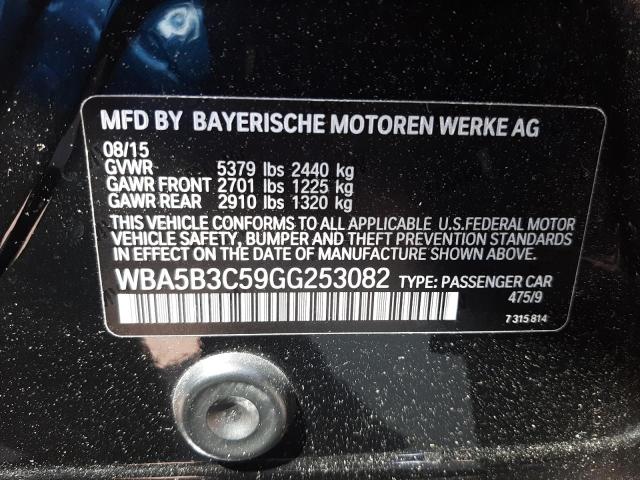 MFD BY BAYERISCHE MOTOREN WERKE AG
08/15
GVWR 5379 lbs 2440 kg
GAWR FRONT 2701 lbs 1225 kg
GAWR REAR 2910 lbs 1320 kg
THIS VEHICLE CONFORMS TO ALL APPLICABLE U.S.FEDERAL MOTOR
VEHICLE SAFETY, BUMPER AND THEFT PREVENTION STANDARDS
IN EFFECT ON THE DATE OF MANUFACTURE SHOWN ABOVE.
WBA5B3C59GG253082 TYPE: PASSENGER CAR
475/9
7 315 814